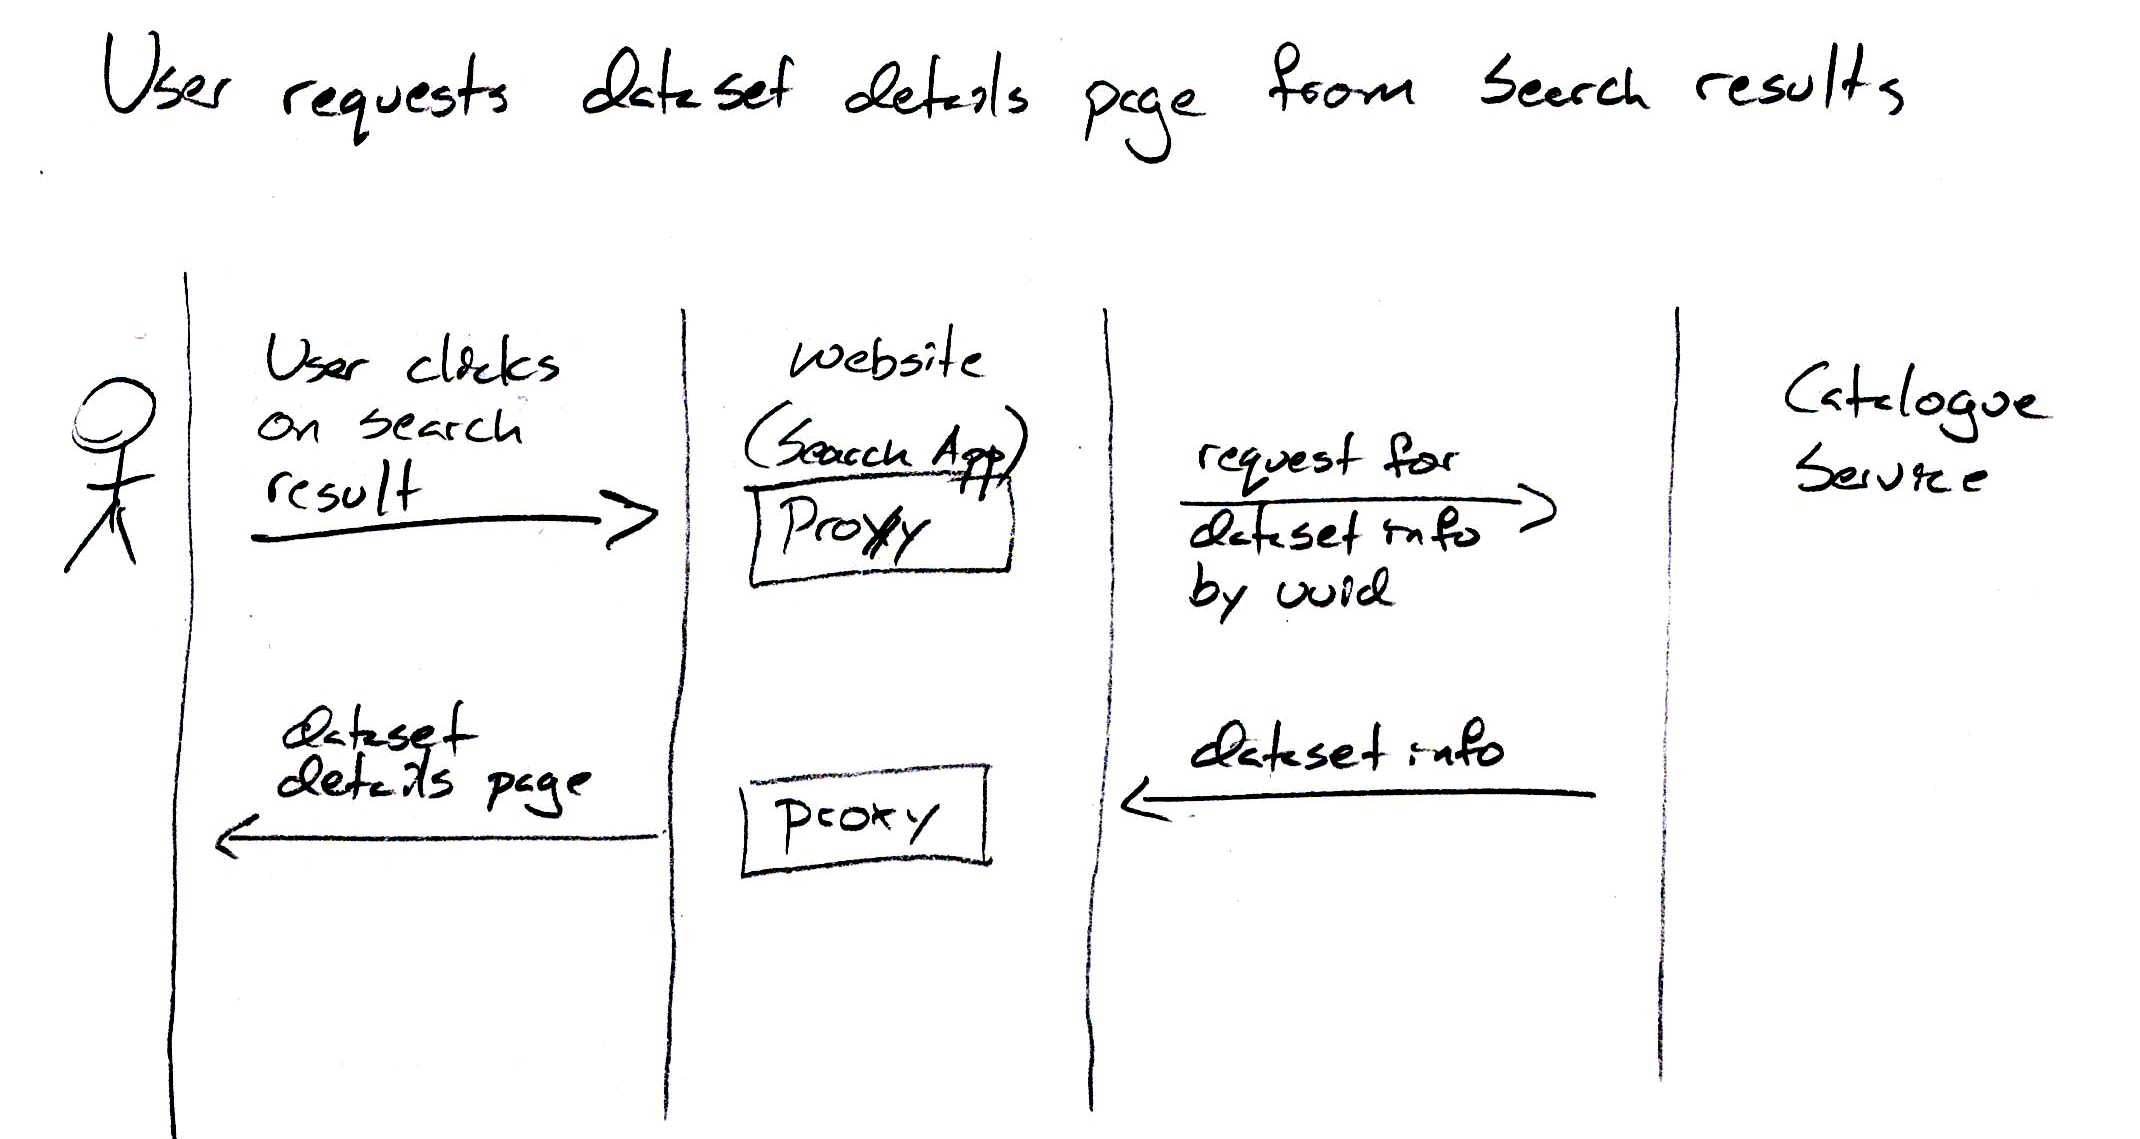 User requests dataset details page from Search results
User clicks
on search
result
website
(Search App)
Proxy
request for
dataset info
by uuid
Catalogue
Service
dataset
details page
proxy
dataset info